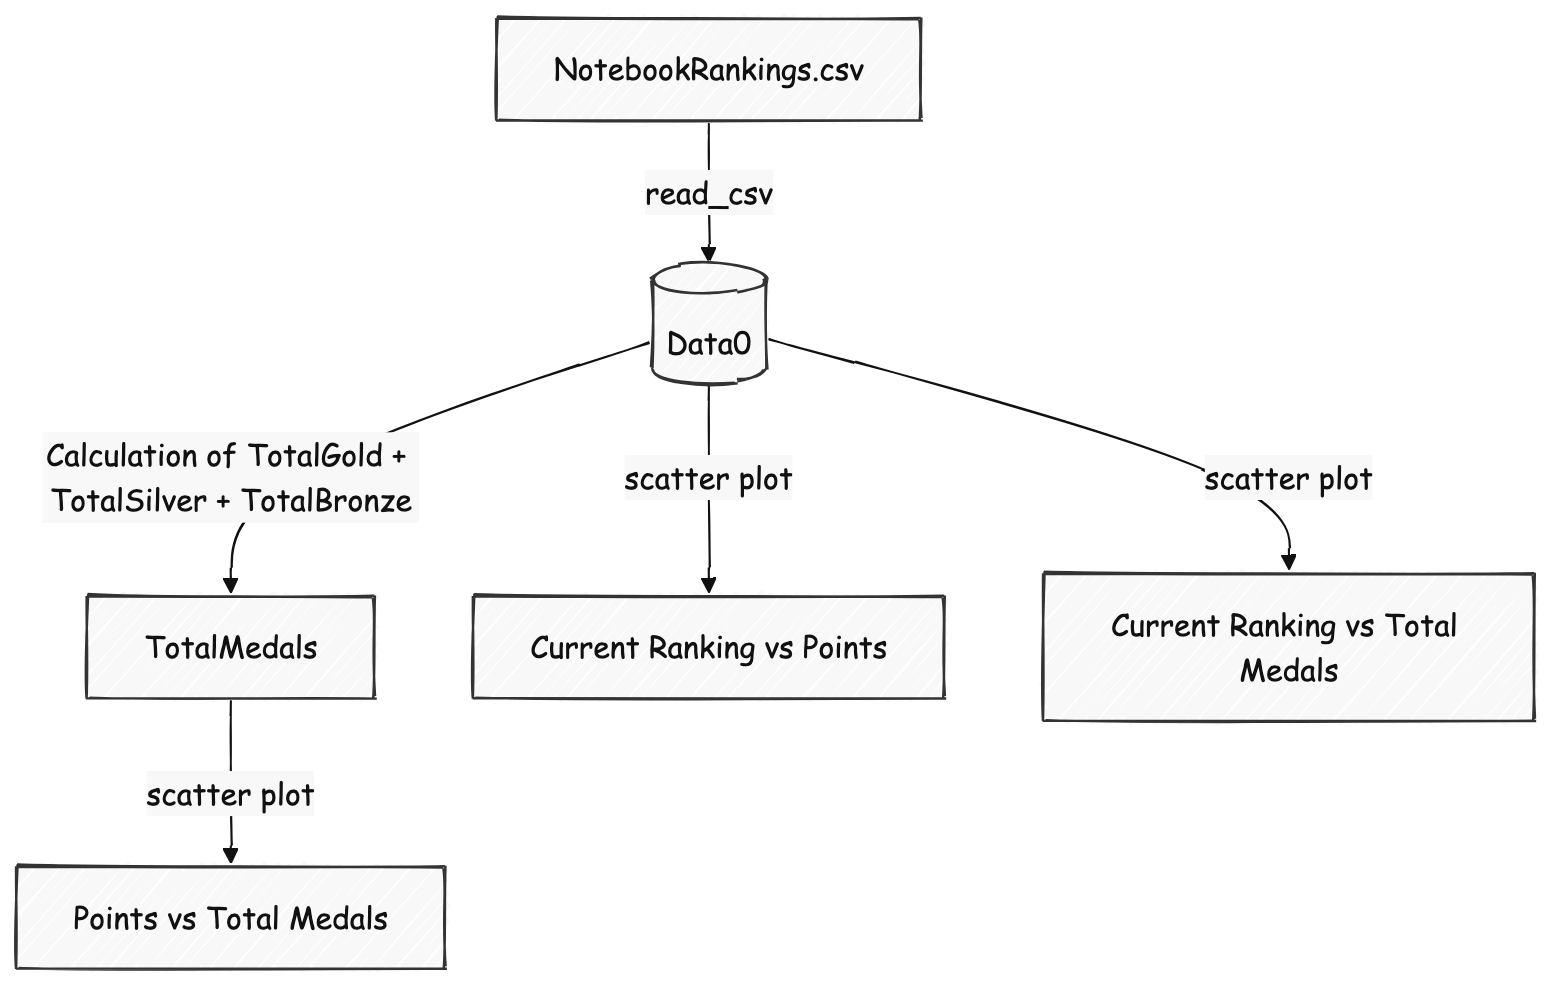 NotebookRankings.csv
read_csv
Data0
Calculation of TotalGold +
TotalSilver + TotalBronze
scatter plot
scatter plot
TotalMedals
Current Ranking vs Points
Current Ranking vs Total
Medals
scatter plot
Points vs Total Medals